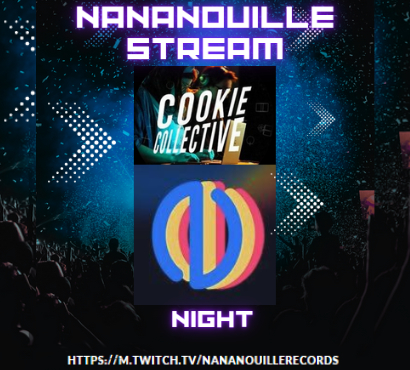 NANANOUILLE
STREAM
COOKIE
COLLECTIVE
NIGHT
HTTPS://M.TWITCH.TV/NANANOUILLERECORDS